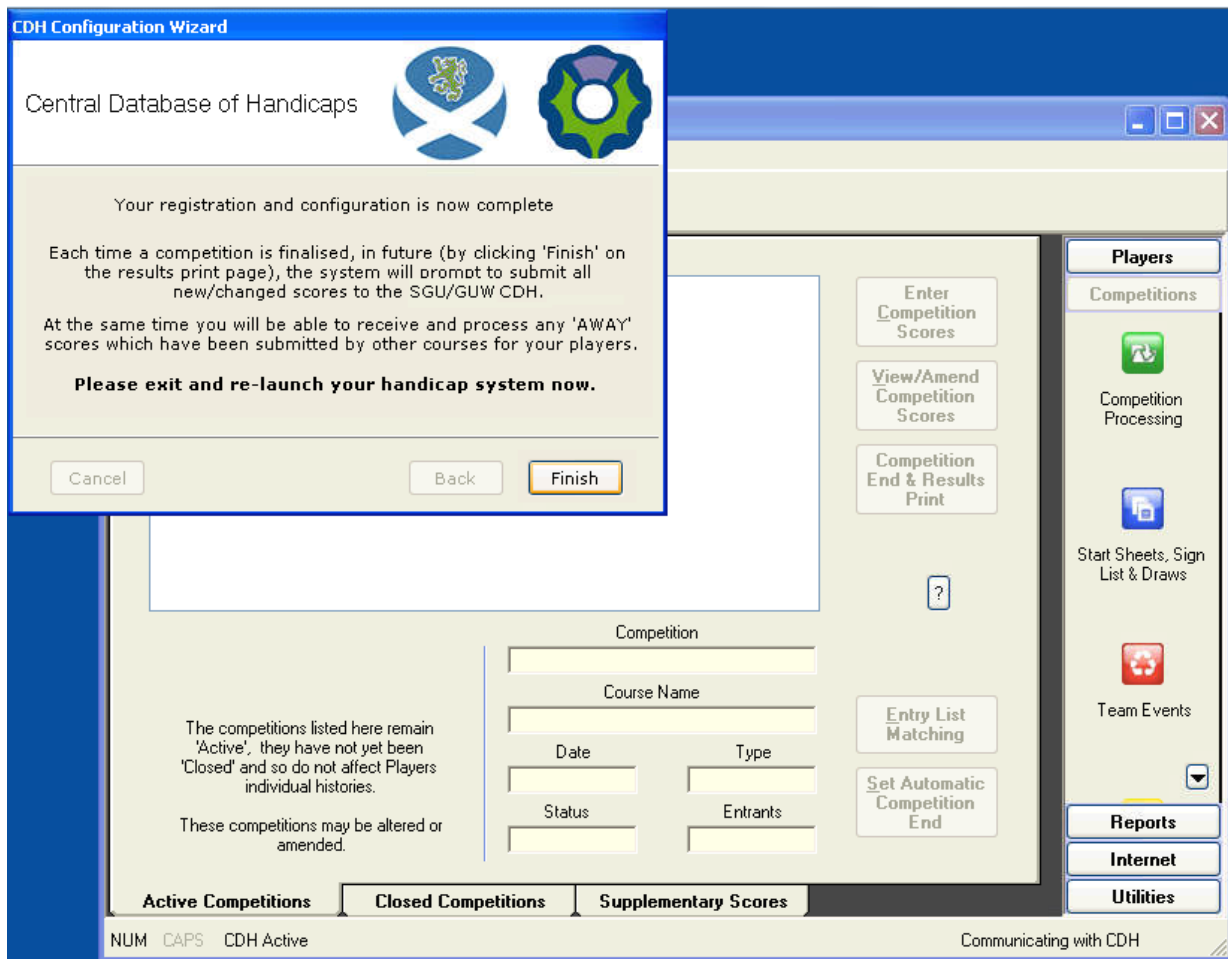 CDH Configuration Wizard
Central Database of Handicaps
Your registration and configuration is now complete
Each time a competition is finalised, in future (by clicking 'Finish' on
the results print page), the system will prompt to submit all
new/changed scores to the SGU/GUW CDH.
At the same time you will be able to receive and process any 'AWAY'
scores which have been submitted by other courses for your players.
Please exit and re-launch your handicap system now.
Cancel
Back
Finish
Enter
Competition
Scores
View/Amend
Competition
Scores
Competition
End & Results
Print
?
Competition
Course Name
Date
Type
Status
Entrants
The competitions listed here remain
'Active', they have not yet been
'Closed' and so do not affect Players
individual histories.
These competitions may be altered or
amended.
Entry List
Matching
Set Automatic
Competition
End
Players
Competitions
Competition
Processing
Start Sheets, Sign
List & Draws
Team Events
Reports
Internet
Utilities
Active Competitions
Closed Competitions
Supplementary Scores
NUM CAPS CDH Active
Communicating with CDH